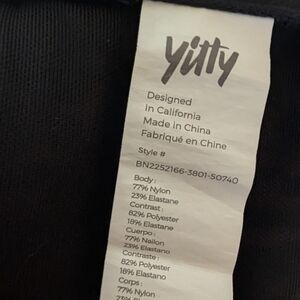 yitty
Designed
in California
Made in China
Fabriqué en Chine
Style #
BN2252166-3801-50740
Body :
77% Nylon
23% Elastane
Contrast :
82% Polyester
18% Elastane
Cuerpo :
77% Nailon
23% Elastano
Contraste :
82% Poliéster
18% Elastano
Corps :
77% Nylon